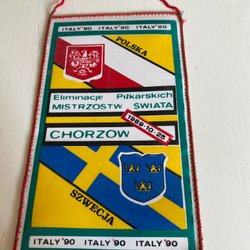 ITALY'90 ITALY'90 ITALY'90
POLSKA
Eliminacje Piłkarskich
MISTRZOSTW ŚWIATA
1989-10-25
CHORZÓW
SZWECJA
ITALY'90 ITALY'90 ITALY'90